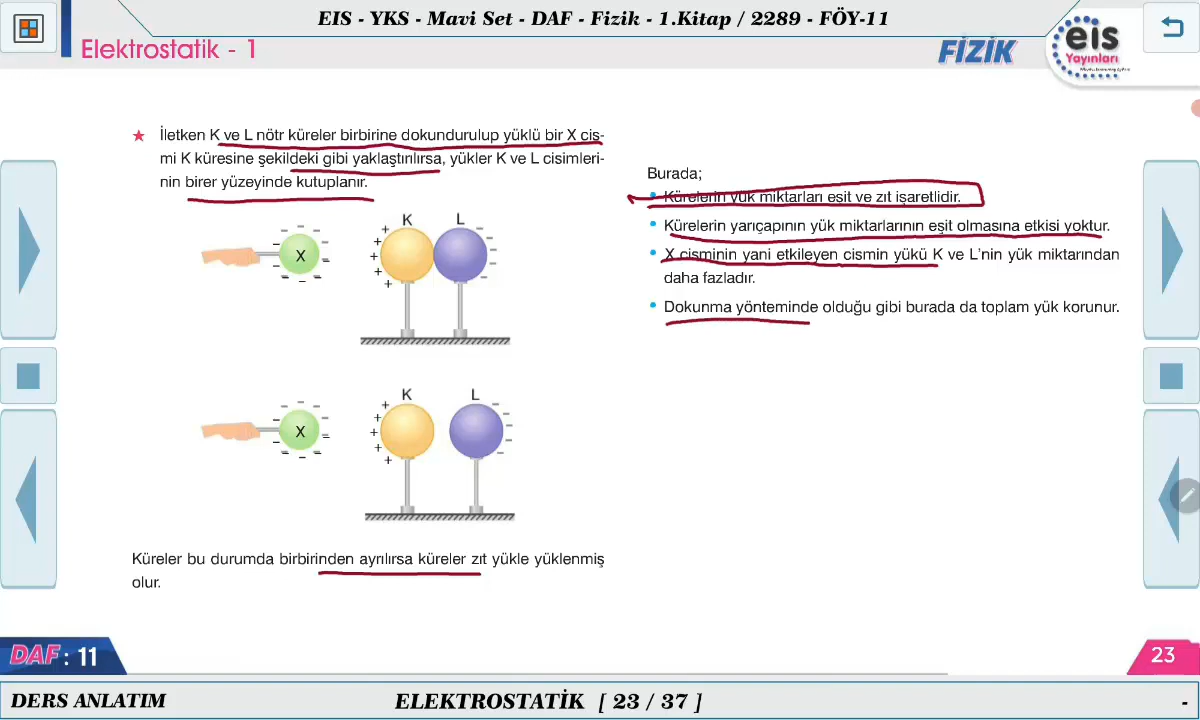 EIS - YKS - Mavi Set - DAF - Fizik - 1.Kitap / 2289 - FÖY-11
Elektrostatik - 1
FİZİK
eis
Yayınları
★ İletken K ve L nötr küreler birbirine dokundurulup yüklü bir X cis-
mi K küresine şekildeki gibi yaklaştırılırsa, yükler K ve L cisimleri-
nin birer yüzeyinde kutuplanır.
X
K
L
X
K
L
Küreler bu durumda birbirinden ayrılırsa küreler zıt yükle yüklenmiş
olur.
Burada;
• Kürelerin yük miktarları eşit ve zıt işaretlidir.
• Kürelerin yarıçapının yük miktarlarının eşit olmasına etkisi yoktur.
• X cisminin yani etkileyen cismin yükü K ve L'nin yük miktarından
daha fazladır.
• Dokunma yönteminde olduğu gibi burada da toplam yük korunur.
DAF : 11
23
DERS ANLATIM
ELEKTROSTATİK [ 23 / 37 ]
-